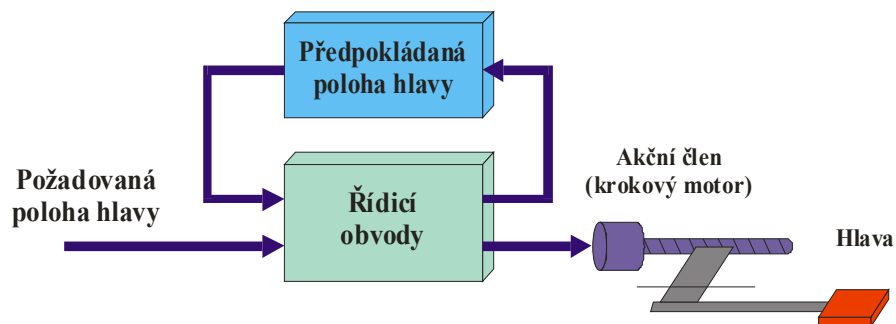 Předpokládaná
poloha hlavy
Požadovaná
poloha hlavy
Řídicí
obvody
Akční člen
(krokový motor)
Hlava